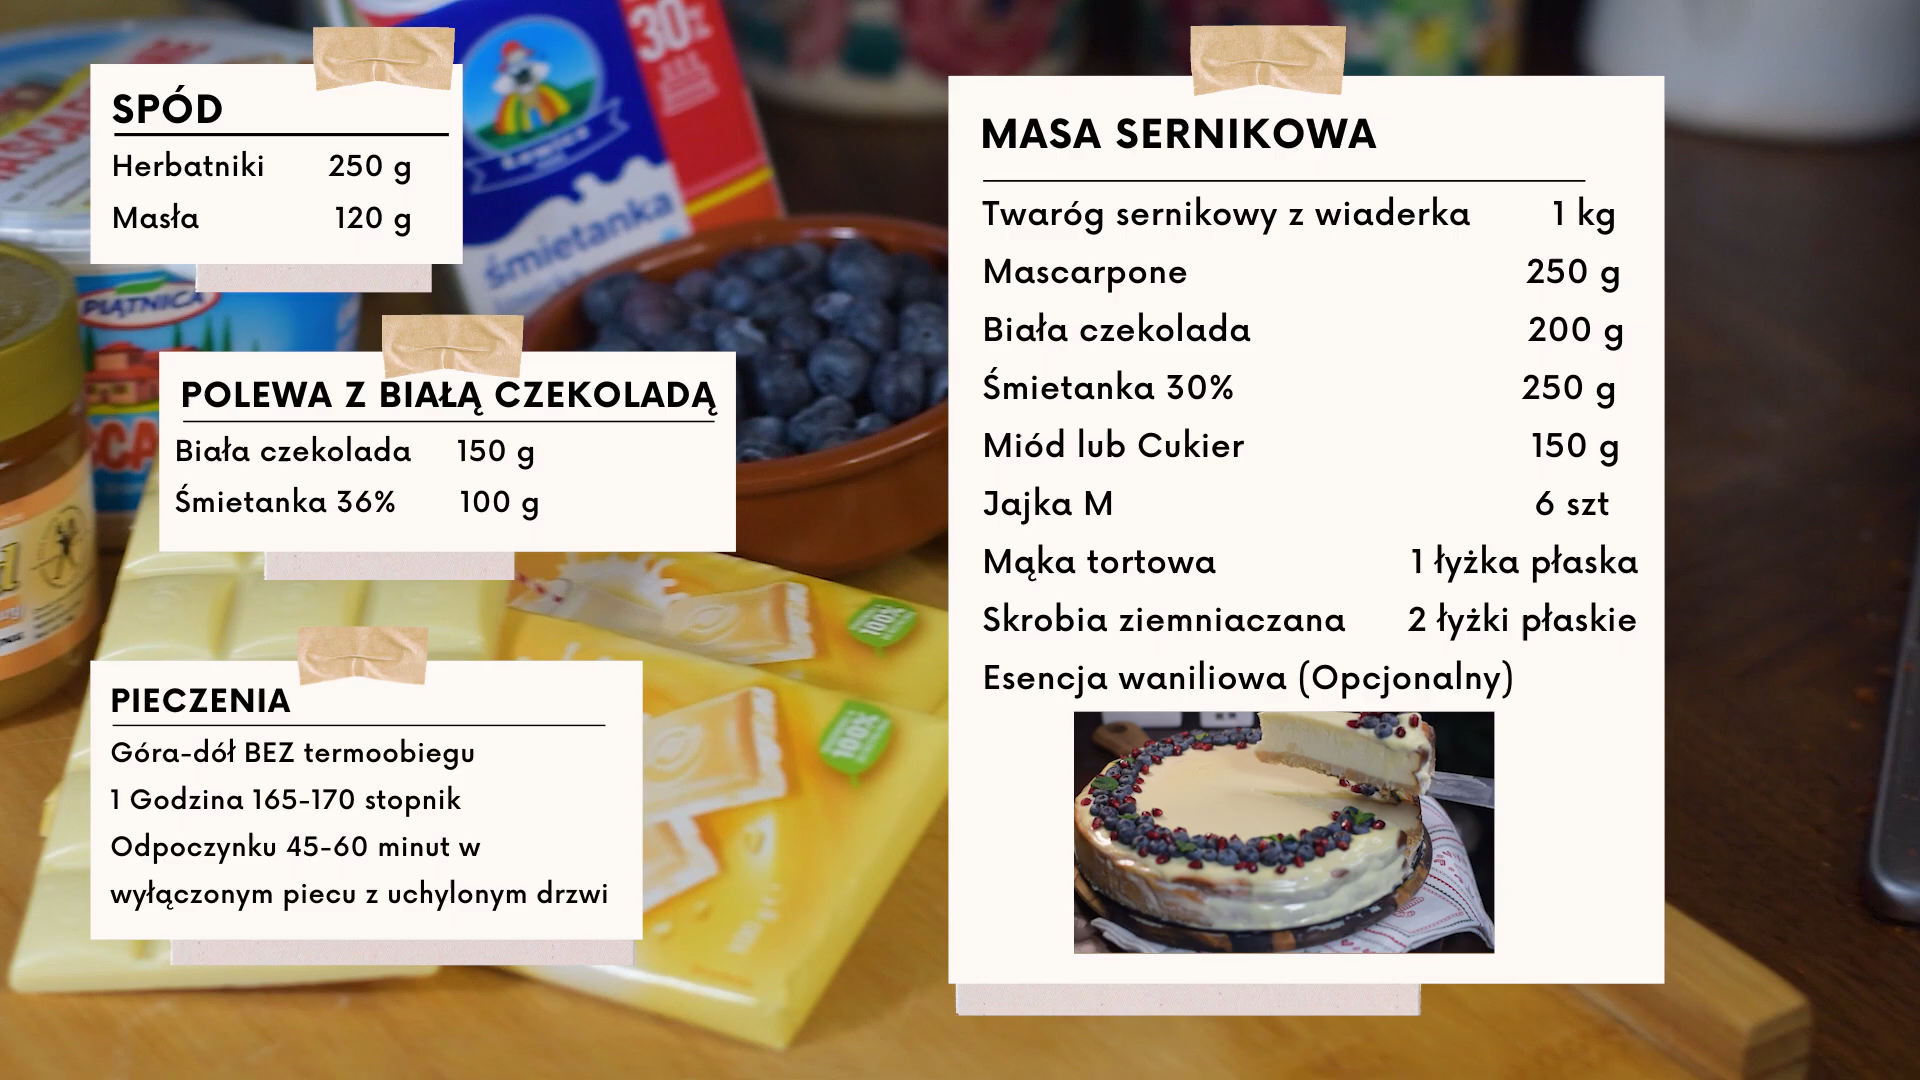 SPÓD
Herbatniki 250 g
Masła 120 g
POLEWA Z BIAŁĄ CZEKOLADĄ
Biała czekolada 150 g
Śmietanka 36% 100 g
PIECZENIA
Góra-dół BEZ termoobiegu
1 Godzina 165-170 stopnik
Odpoczynku 45-60 minut w
wyłączonym piecu z uchylonym drzwi
MASA SERNIKOWA
Twaróg sernikowy z wiaderka 1 kg
Mascarpone 250 g
Biała czekolada 200 g
Śmietanka 30% 250 g
Miód lub Cukier 150 g
Jajka M 6 szt
Mąka tortowa 1 łyżka płaska
Skrobia ziemniaczana 2 łyżki płaskie
Esencja waniliowa (Opcjonalny)
30%
Łowicz
śmietanka
PIĄTNICA
100%
100%